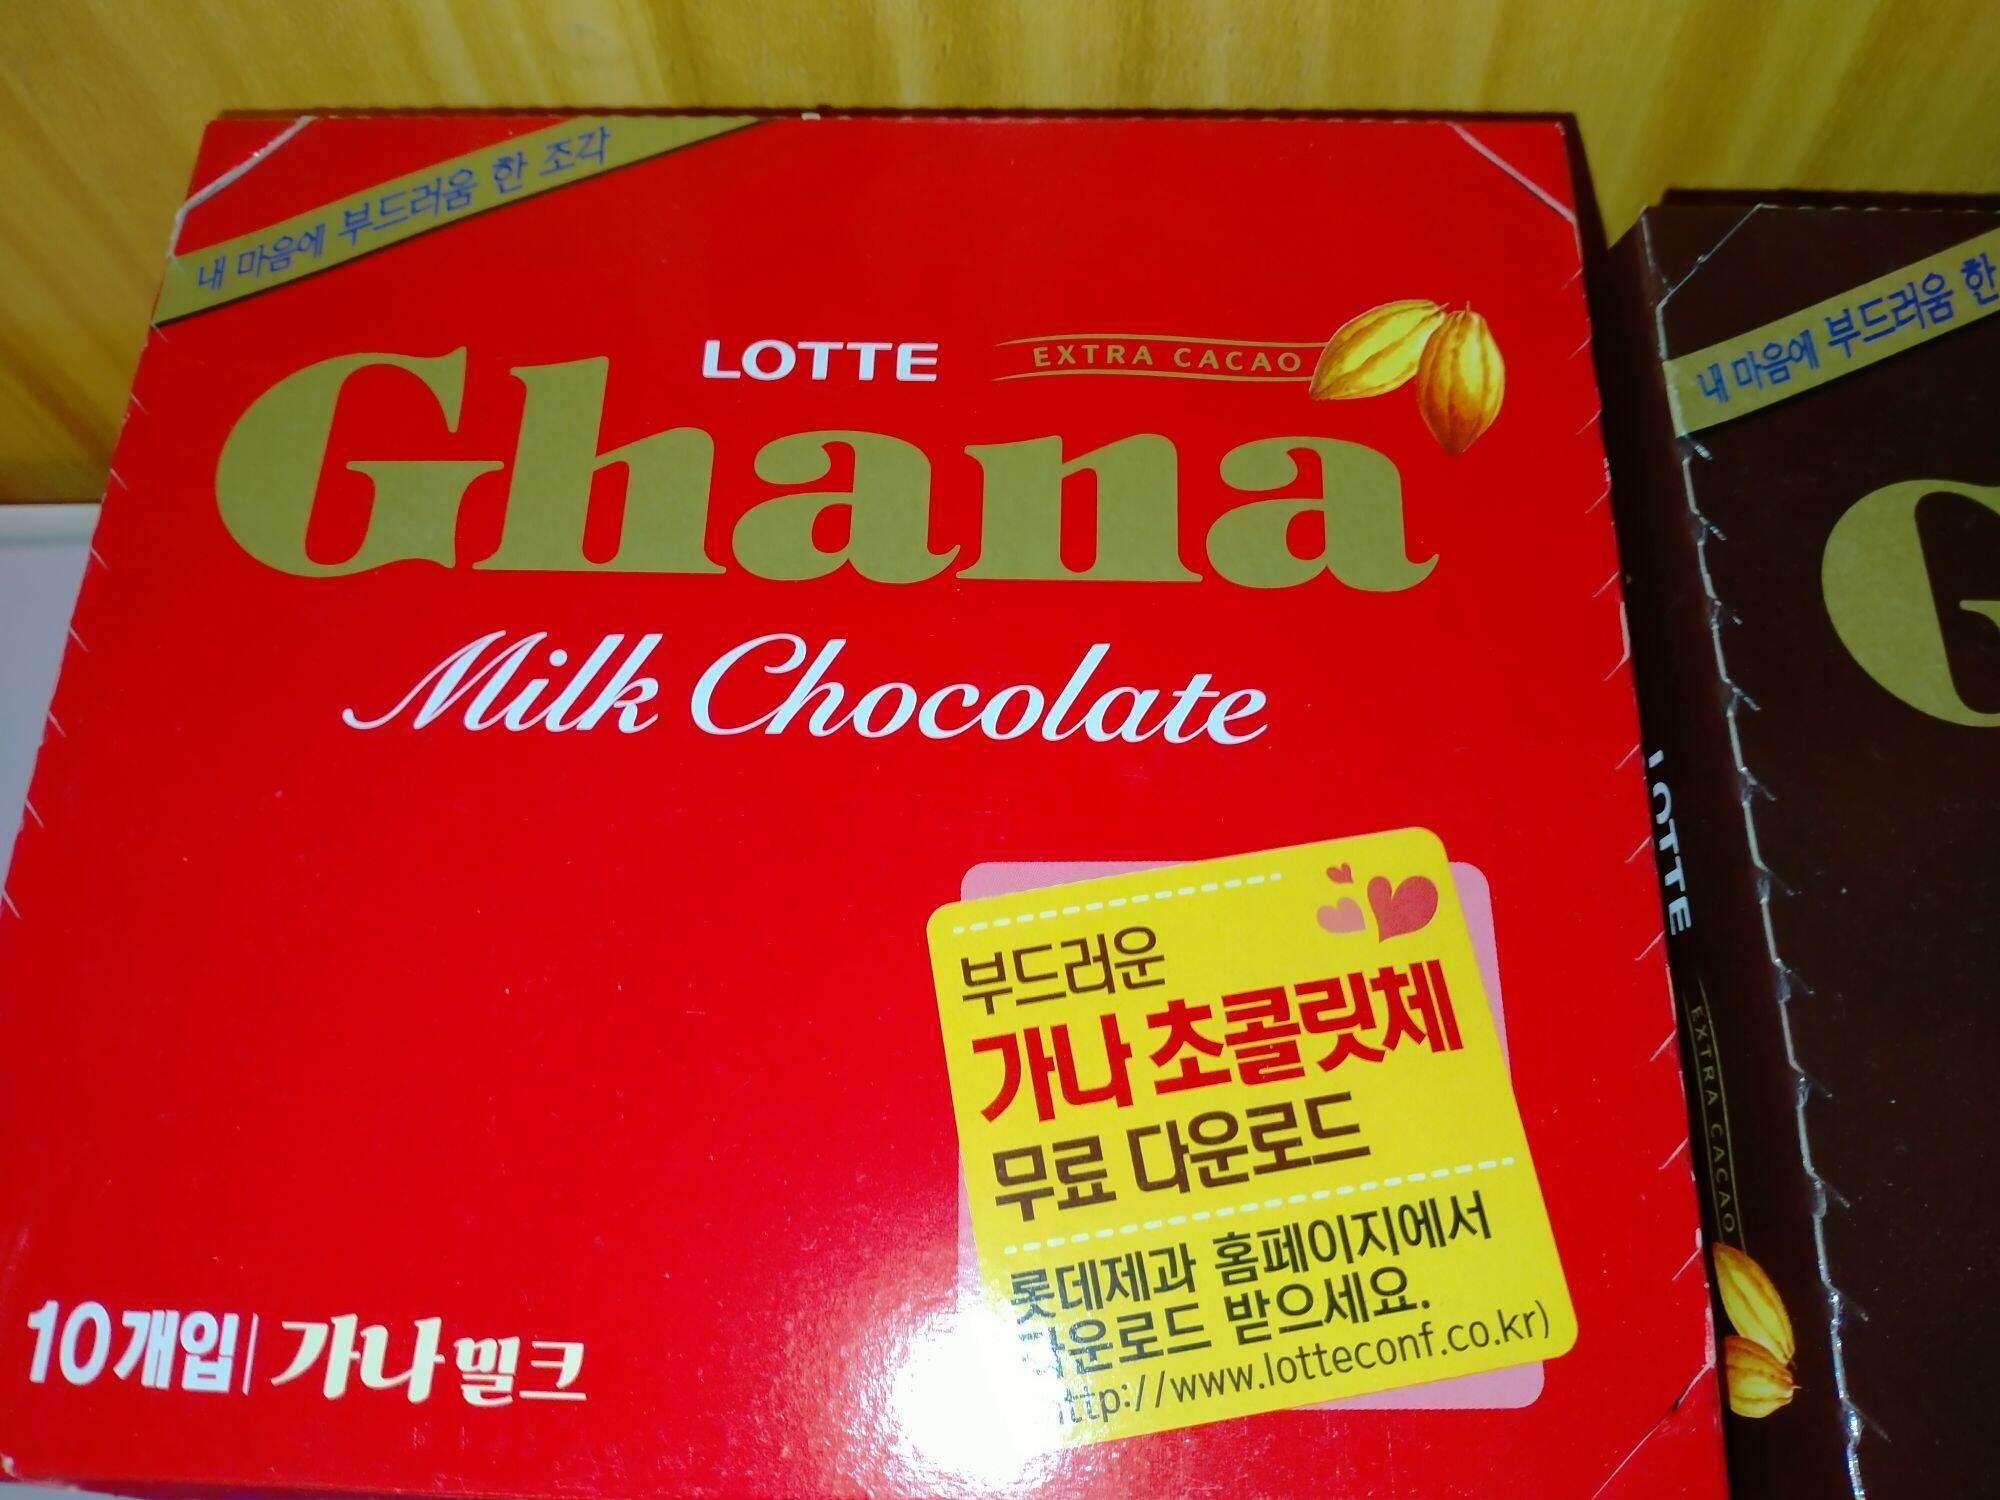 내 마음에 부드러움 한 조각
LOTTE
EXTRA CACAO
Ghana
Milk Chocolate
부드러운
가나 초콜릿체
무료 다운로드
롯데제과 홈페이지에서
다운로드 받으세요.
http://www.lotteconf.co.kr)
10개입 | 가나 밀크
내 마음에 부드러움 한
G
LOTTE
EXTRA CACAO